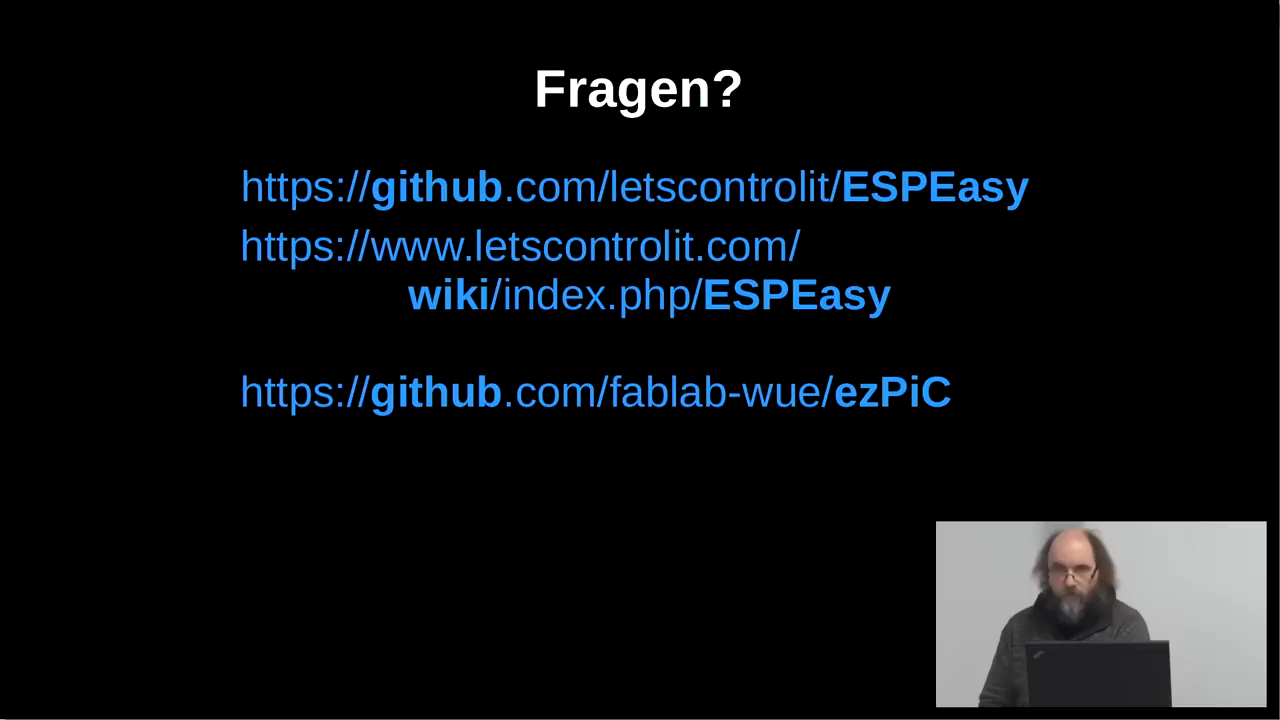 Fragen?
https://github.com/letscontrolit/ESPEasy
https://www.letscontrolit.com/
wiki/index.php/ESPEasy
https://github.com/fablab-wue/ezPiC